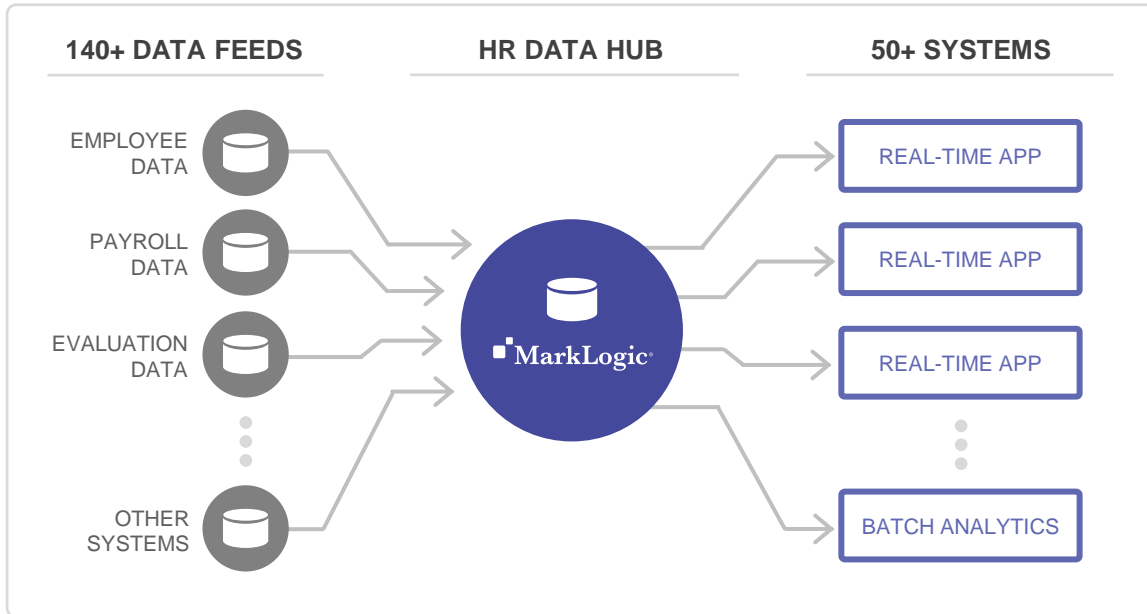 140+ DATA FEEDS
HR DATA HUB
50+ SYSTEMS
EMPLOYEE
DATA
PAYROLL
DATA
EVALUATION
DATA
OTHER
SYSTEMS
MarkLogic®
REAL-TIME APP
REAL-TIME APP
REAL-TIME APP
BATCH ANALYTICS